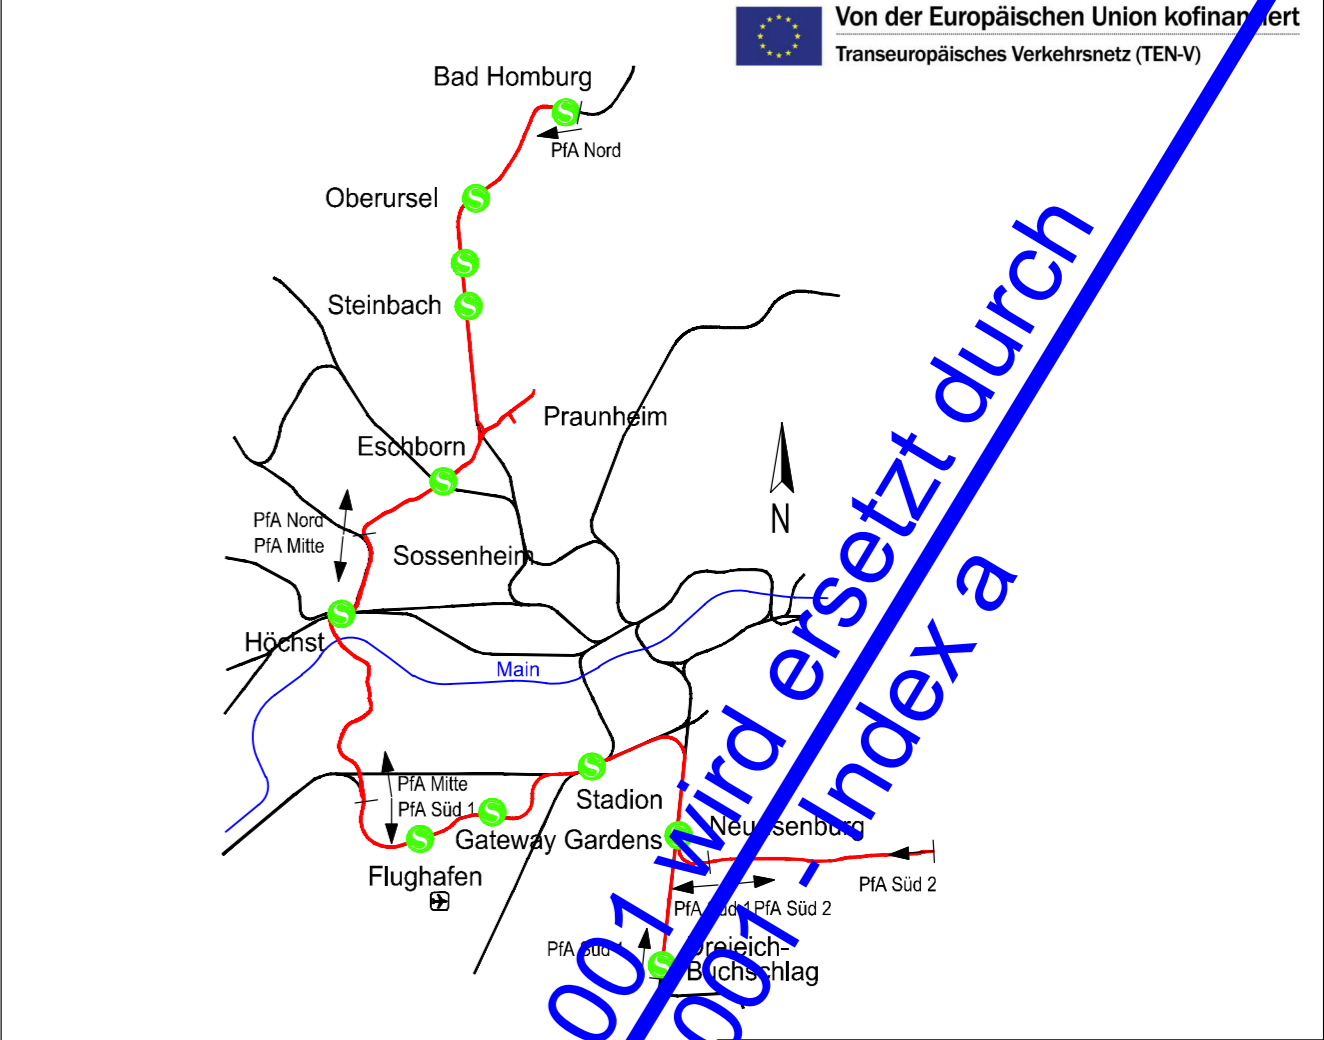 Von der Europäischen Union kofinanziert
Transeuropäisches Verkehrsnetz (TEN-V)
Bad Homburg
PfA Nord
Oberursel
Steinbach
Praunheim
Eschborn
N
PfA Nord
PfA Mitte
Sossenheim
Höchst
Main
PfA Mitte
PfA Süd 1
Stadion
Gateway Gardens
Neu-Isenburg
Flughafen
PfA Süd 2
PfA Süd 1
PfA Süd 2
PfA Süd 1
Dreieich-
Buchschlag
001 wird ersetzt durch
001 - Index a